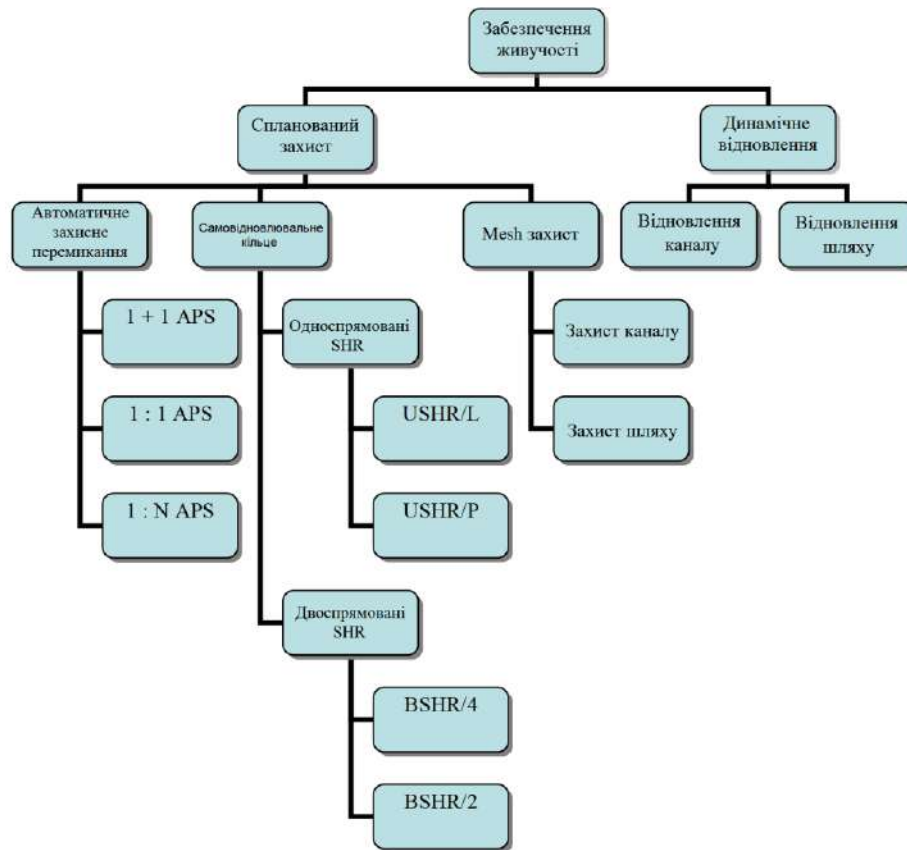 Забезпечення
живучості
Спланований
захист
Динамічне
відновлення
Автоматичне
захисне
перемикання
Самовідновлювальне
кільце
Mesh захист
Відновлення
каналу
Відновлення
шляху
1 + 1 APS
1 : 1 APS
1 : N APS
Односпрямовані
SHR
USHR/L
USHR/P
Двоспрямовані
SHR
BSHR/4
BSHR/2
Захист каналу
Захист шляху